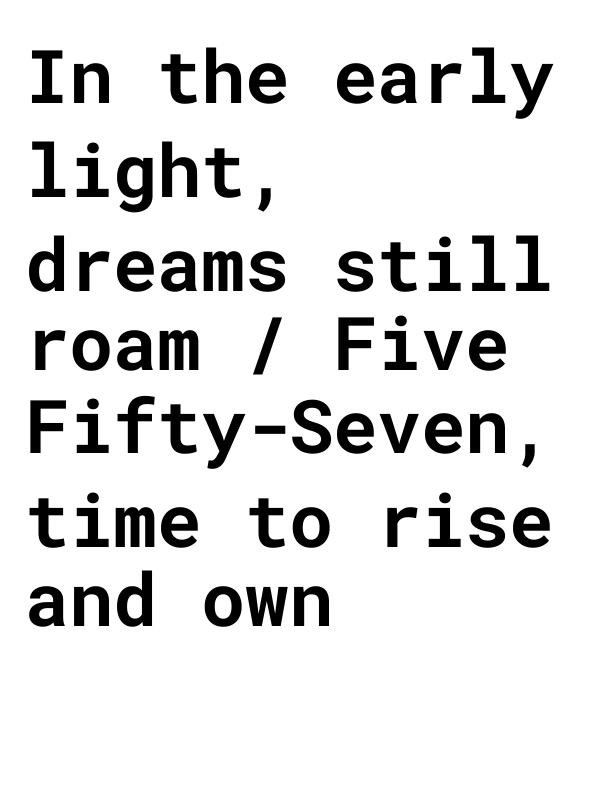 In the early
light,
dreams still
roam / Five
Fifty-Seven,
time to rise
and own